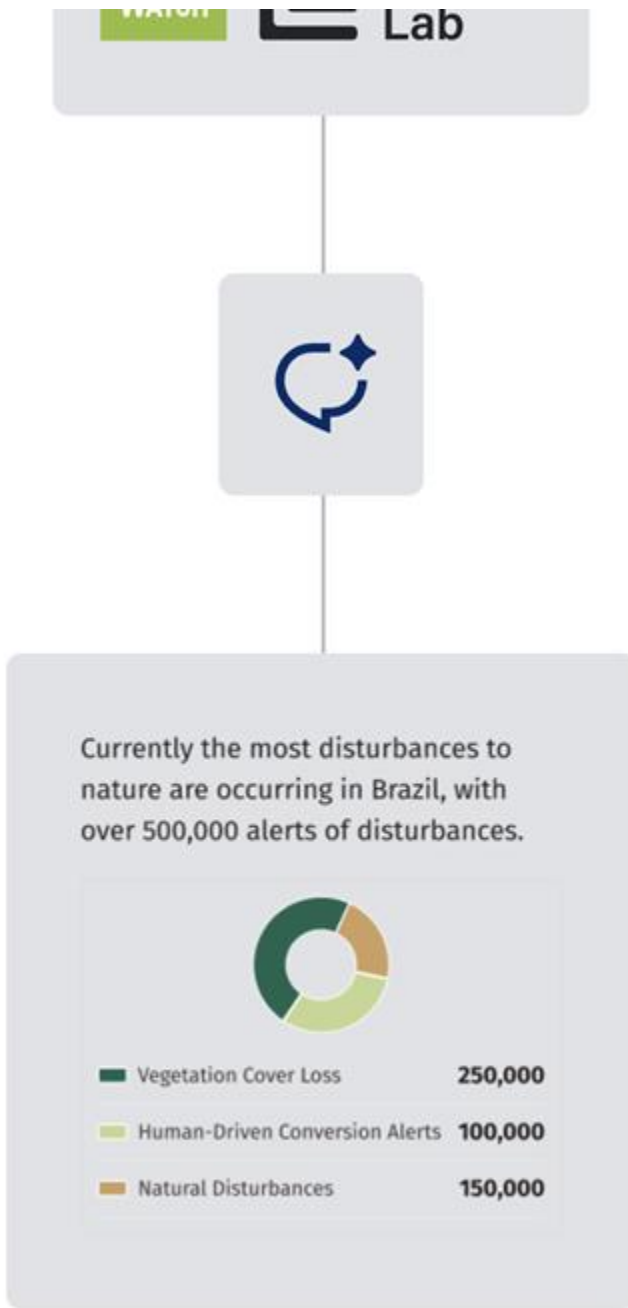 WATCH
Lab
Currently the most disturbances to
nature are occurring in Brazil, with
over 500,000 alerts of disturbances.
Vegetation Cover Loss 250,000
Human-Driven Conversion Alerts 100,000
Natural Disturbances 150,000